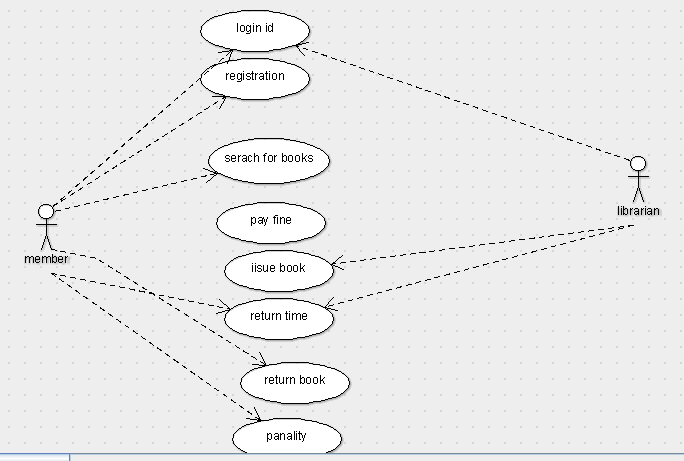 login id
registration
serach for books
pay fine
iisue book
return time
return book
panality
member
librarian